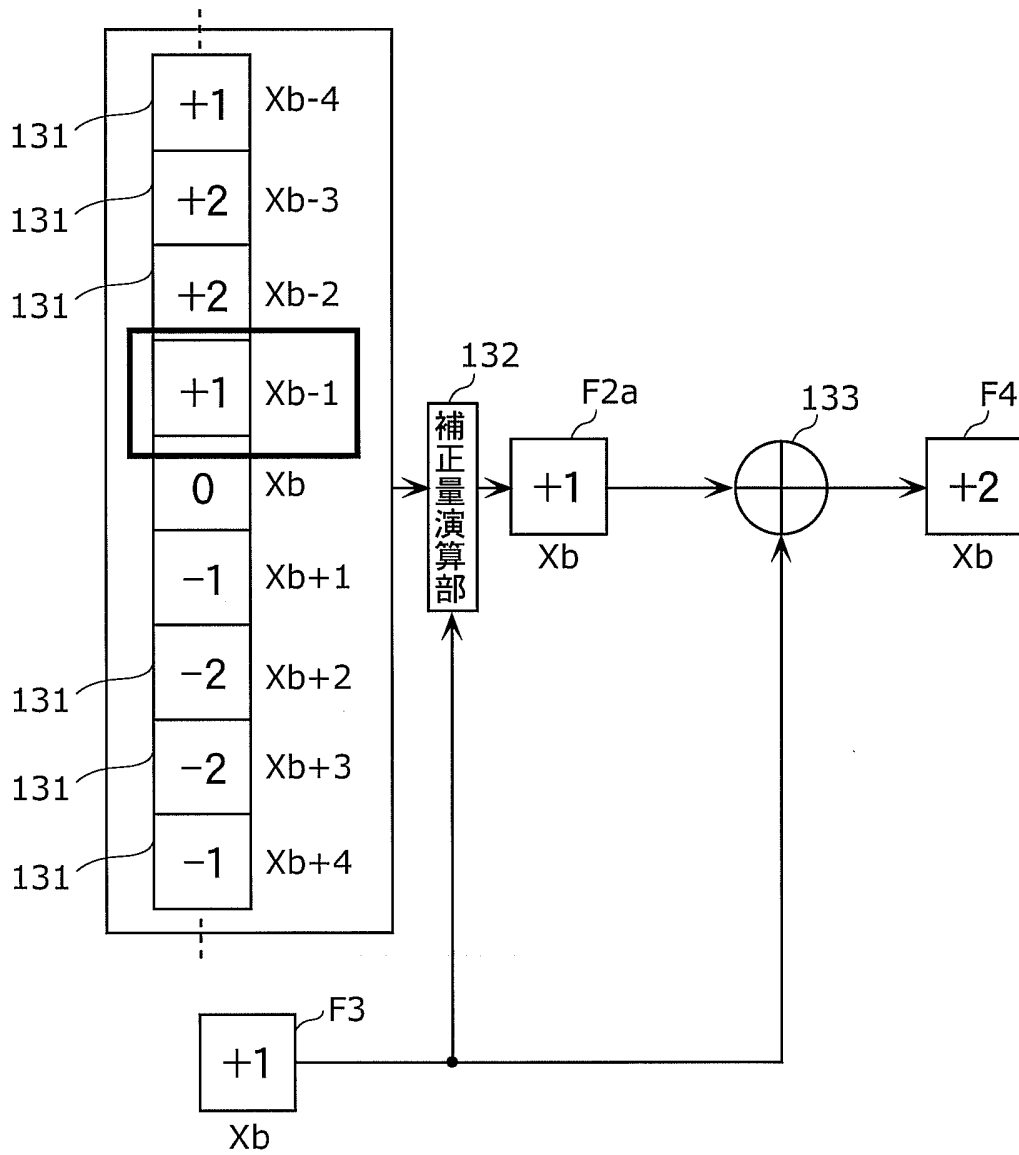 +1 Xb-4
131
+2 Xb-3
131
+2 Xb-2
131
+1 Xb-1
0 Xb
-1 Xb+1
-2 Xb+2
131
-2 Xb+3
131
-1 Xb+4
131
132
補正量演算部
F2a
+1
Xb
133
F4
+2
Xb
F3
+1
Xb